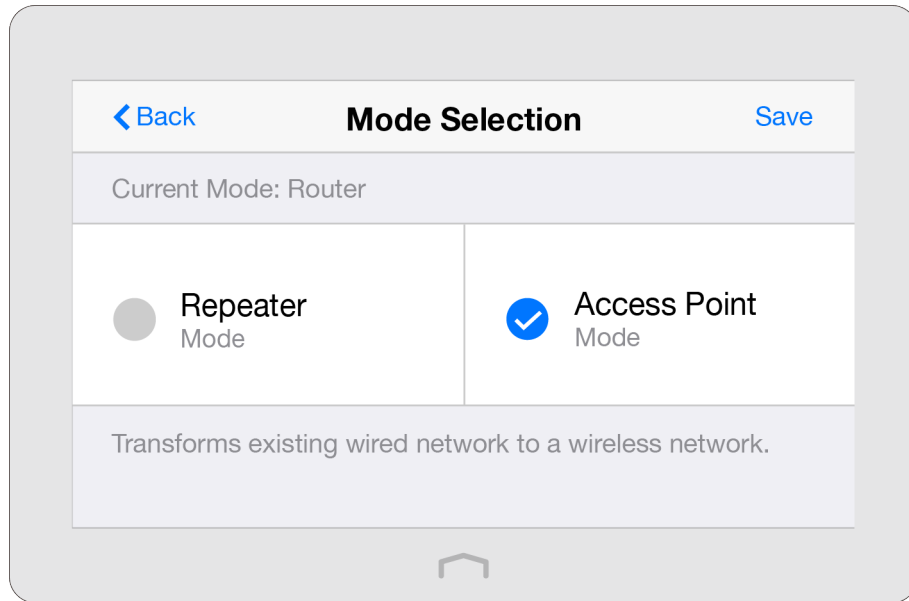 Back
Mode Selection
Save
Current Mode: Router
Repeater
Mode
Access Point
Mode
Transforms existing wired network to a wireless network.